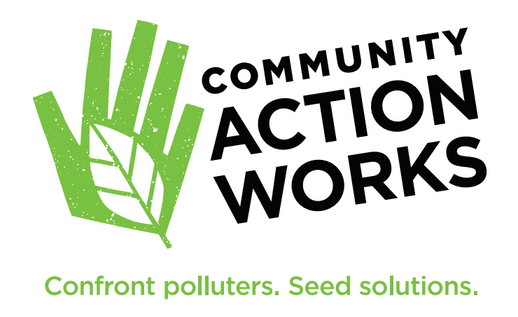 COMMUNITY
ACTION
WORKS
Confront polluters. Seed solutions.